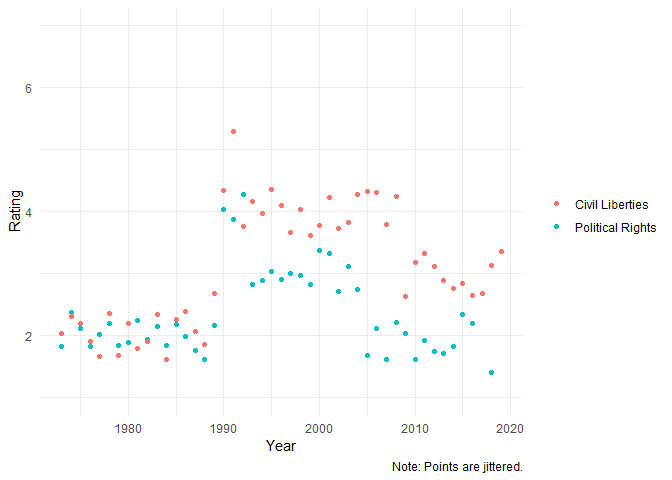 6
4
2
Rating
1980 1990 2000 2010 2020
Year
Civil Liberties
Political Rights
Note: Points are jittered.